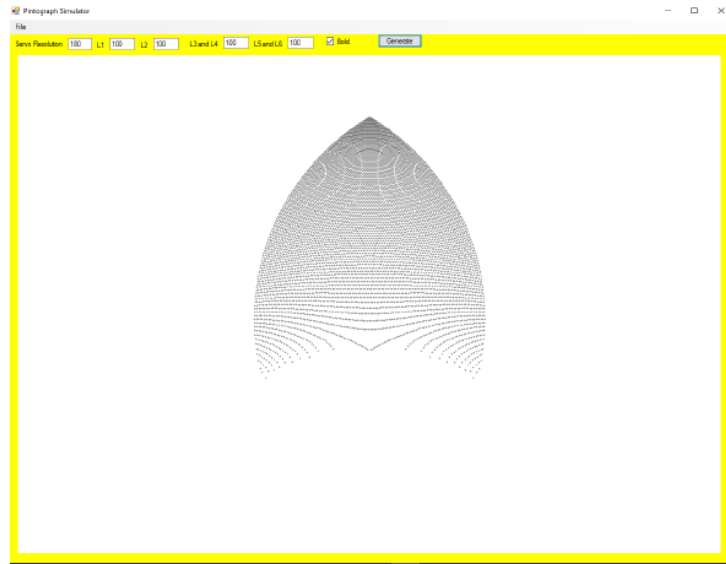 Pintograph Simulator
File
Servo Resolution 180 L1 100 L2 100 L3 and L4 100 L5 and L6 100 Bold Generate